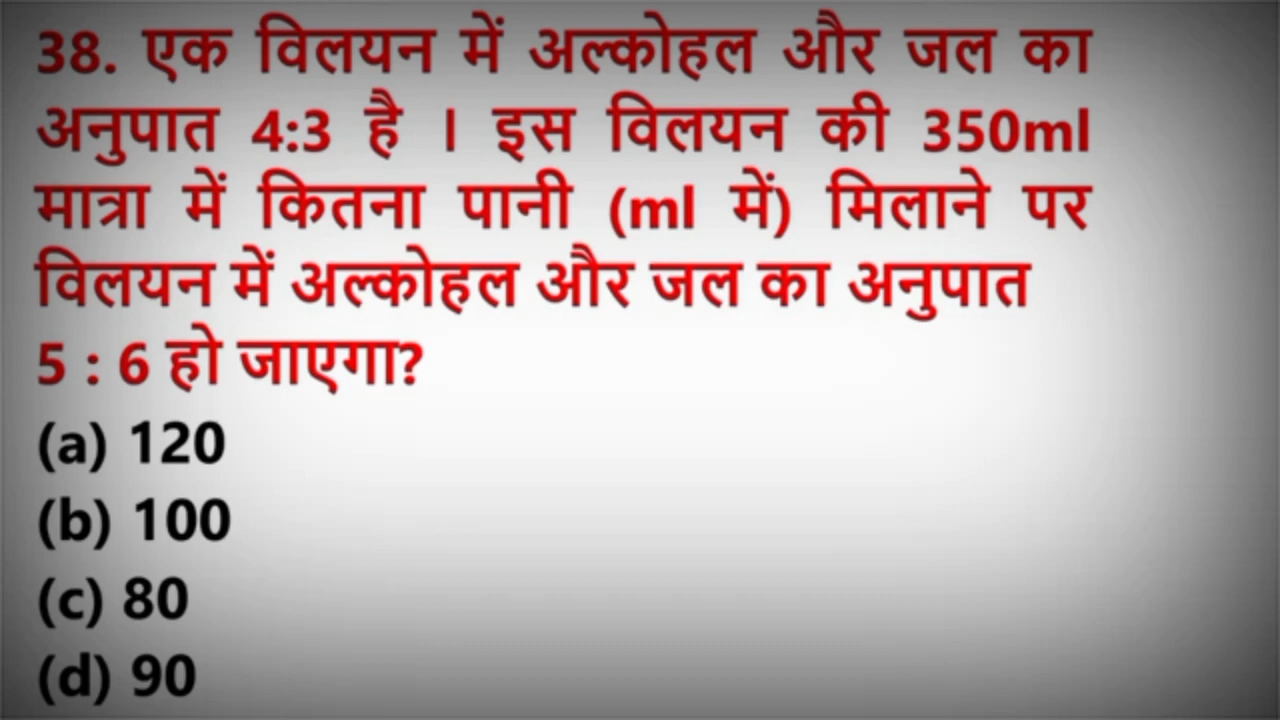 38. एक विलयन में अल्कोहल और जल का
अनुपात 4:3 है । इस विलयन की 350ml
मात्रा में कितना पानी (ml में) मिलाने पर
विलयन में अल्कोहल और जल का अनुपात
5 : 6 हो जाएगा?
(a) 120
(b) 100
(c) 80
(d) 90